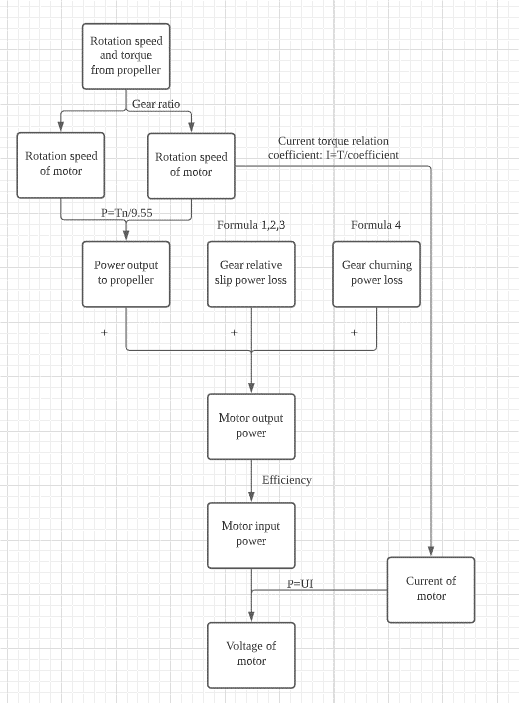 Rotation speed
and torque
from propeller
Gear ratio
Rotation speed
of motor
Rotation speed
of motor
Current torque relation
coefficient: I=T/coefficient
P=Tn/9.55
Formula 1,2,3
Formula 4
Power output
to propeller
Gear relative
slip power loss
Gear churning
power loss
+
+
+
Motor output
power
Efficiency
Motor input
power
P=UI
Current of
motor
Voltage of
motor